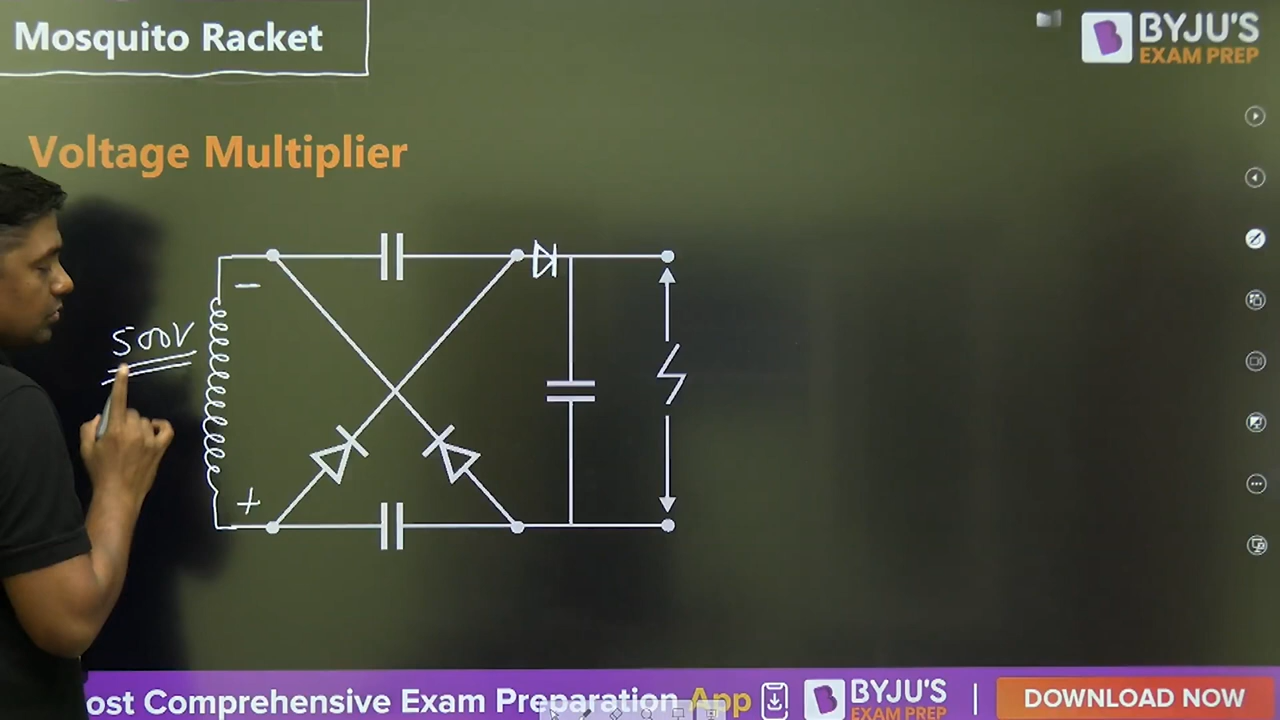 Mosquito Racket
BYJU'S
EXAM PREP
Voltage Multiplier
−
500V
+
ost Comprehensive Exam Preparation App
BYJU'S
EXAM PREP
DOWNLOAD NOW